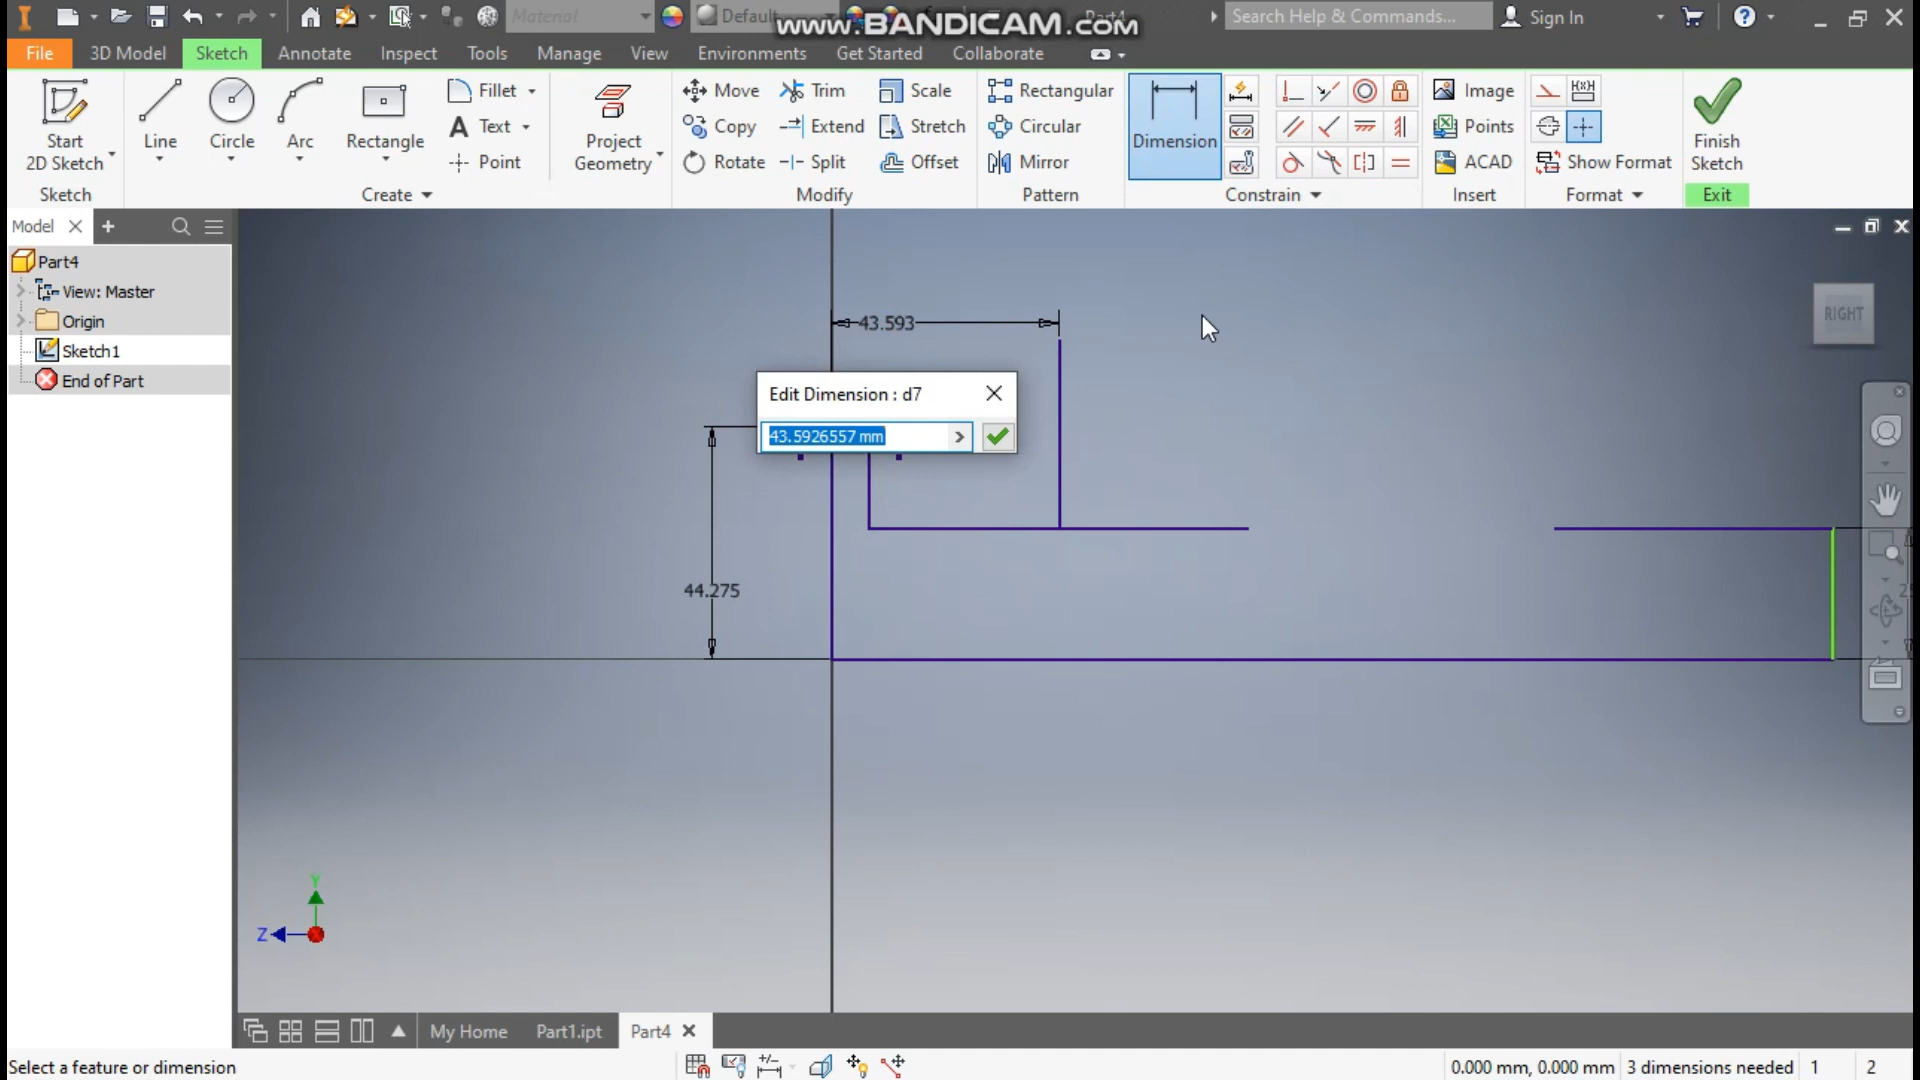 Material
Default
www.BANDICAM.com
Part4
Search Help & Commands...
Sign In
File
3D Model
Sketch
Annotate
Inspect
Tools
Manage
View
Environments
Get Started
Collaborate
Start
2D Sketch
Line
Circle
Arc
Rectangle
Fillet
Text
Point
Project
Geometry
Move
Copy
Rotate
Trim
Extend
Split
Scale
Stretch
Offset
Rectangular
Circular
Mirror
Dimension
Image
Points
ACAD
Show Format
Finish
Sketch
Sketch
Create
Modify
Pattern
Constrain
Insert
Format
Exit
Model
Part4
View: Master
Origin
Sketch1
End of Part
RIGHT
43.593
Edit Dimension : d7
43.5926557 mm
44.275
Y
Z
My Home
Part1.ipt
Part4
Select a feature or dimension
0.000 mm, 0.000 mm
3 dimensions needed
1
2